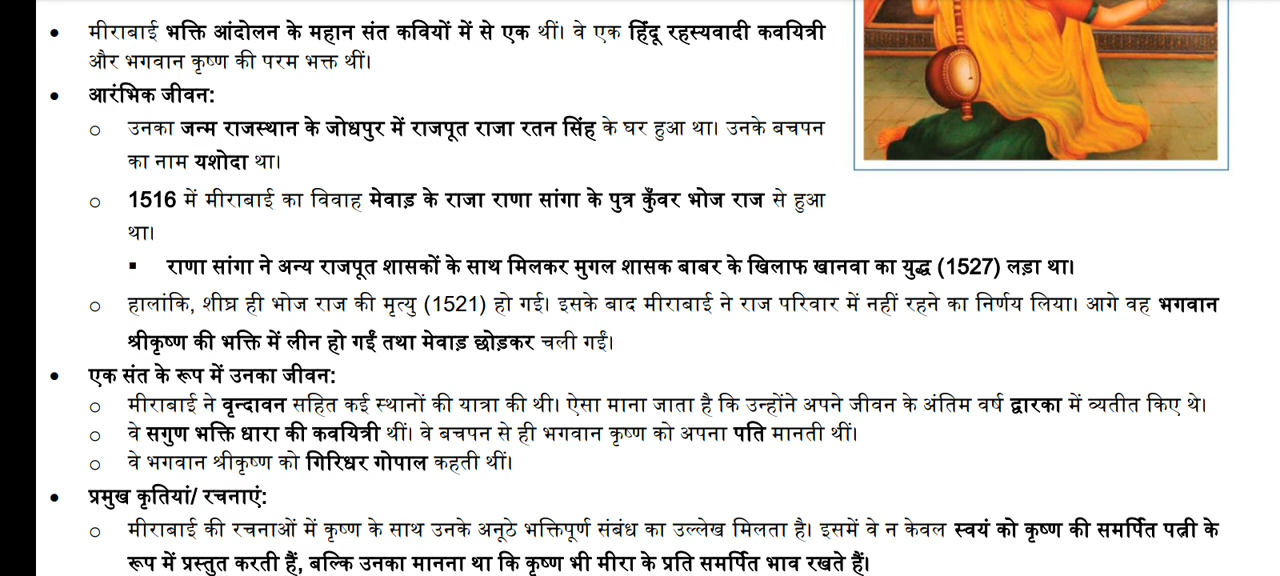 • मीराबाई भक्ति आंदोलन के महान संत कवियों में से एक थीं। वे एक हिंदू रहस्यवादी कवयित्री
और भगवान कृष्ण की परम भक्त थीं।
• आरंभिक जीवन:
o उनका जन्म राजस्थान के जोधपुर में राजपूत राजा रतन सिंह के घर हुआ था। उनके बचपन
का नाम यशोदा था।
o 1516 में मीराबाई का विवाह मेवाड़ के राजा राणा सांगा के पुत्र कुँवर भोज राज से हुआ
था।
▪ राणा सांगा ने अन्य राजपूत शासकों के साथ मिलकर मुगल शासक बाबर के खिलाफ खानवा का युद्ध (1527) लड़ा था।
o हालांकि, शीघ्र ही भोज राज की मृत्यु (1521) हो गई। इसके बाद मीराबाई ने राज परिवार में नहीं रहने का निर्णय लिया। आगे वह भगवान
श्रीकृष्ण की भक्ति में लीन हो गईं तथा मेवाड़ छोड़कर चली गईं।
• एक संत के रूप में उनका जीवन:
o मीराबाई ने वृन्दावन सहित कई स्थानों की यात्रा की थी। ऐसा माना जाता है कि उन्होंने अपने जीवन के अंतिम वर्ष द्वारका में व्यतीत किए थे।
o वे सगुण भक्ति धारा की कवयित्री थीं। वे बचपन से ही भगवान कृष्ण को अपना पति मानती थीं।
o वे भगवान श्रीकृष्ण को गिरिधर गोपाल कहती थीं।
• प्रमुख कृतियां/ रचनाएं:
o मीराबाई की रचनाओं में कृष्ण के साथ उनके अनूठे भक्तिपूर्ण संबंध का उल्लेख मिलता है। इसमें वे न केवल स्वयं को कृष्ण की समर्पित पत्नी के
रूप में प्रस्तुत करती हैं, बल्कि उनका मानना था कि कृष्ण भी मीरा के प्रति समर्पित भाव रखते हैं।